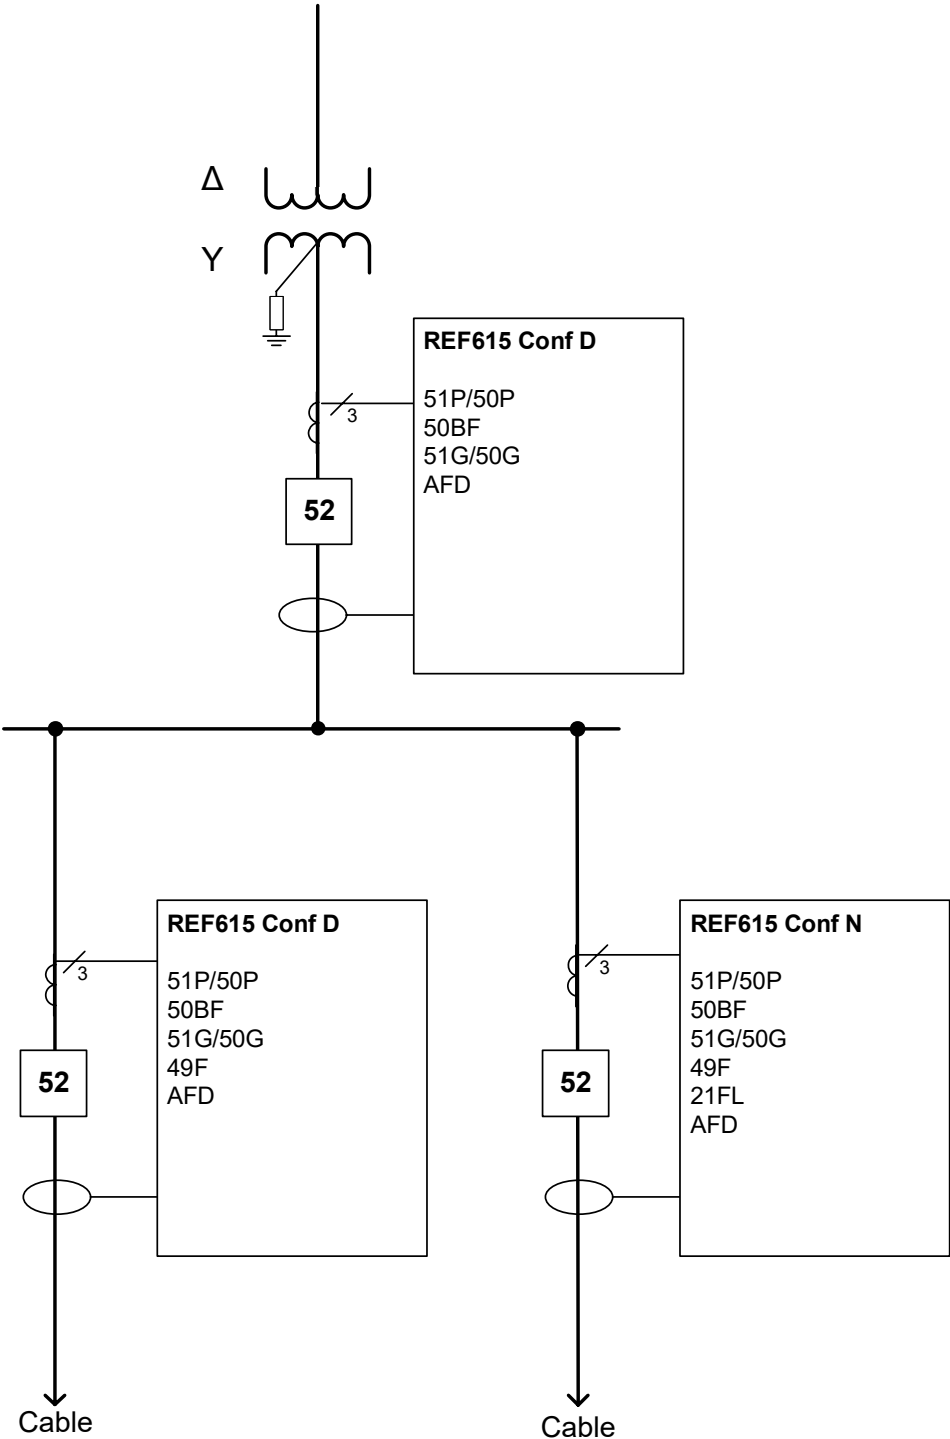 Δ
Y
REF615 Conf D
51P/50P
50BF
51G/50G
AFD
3
52
REF615 Conf D
51P/50P
50BF
51G/50G
49F
AFD
3
52
Cable
REF615 Conf N
51P/50P
50BF
51G/50G
49F
21FL
AFD
3
52
Cable